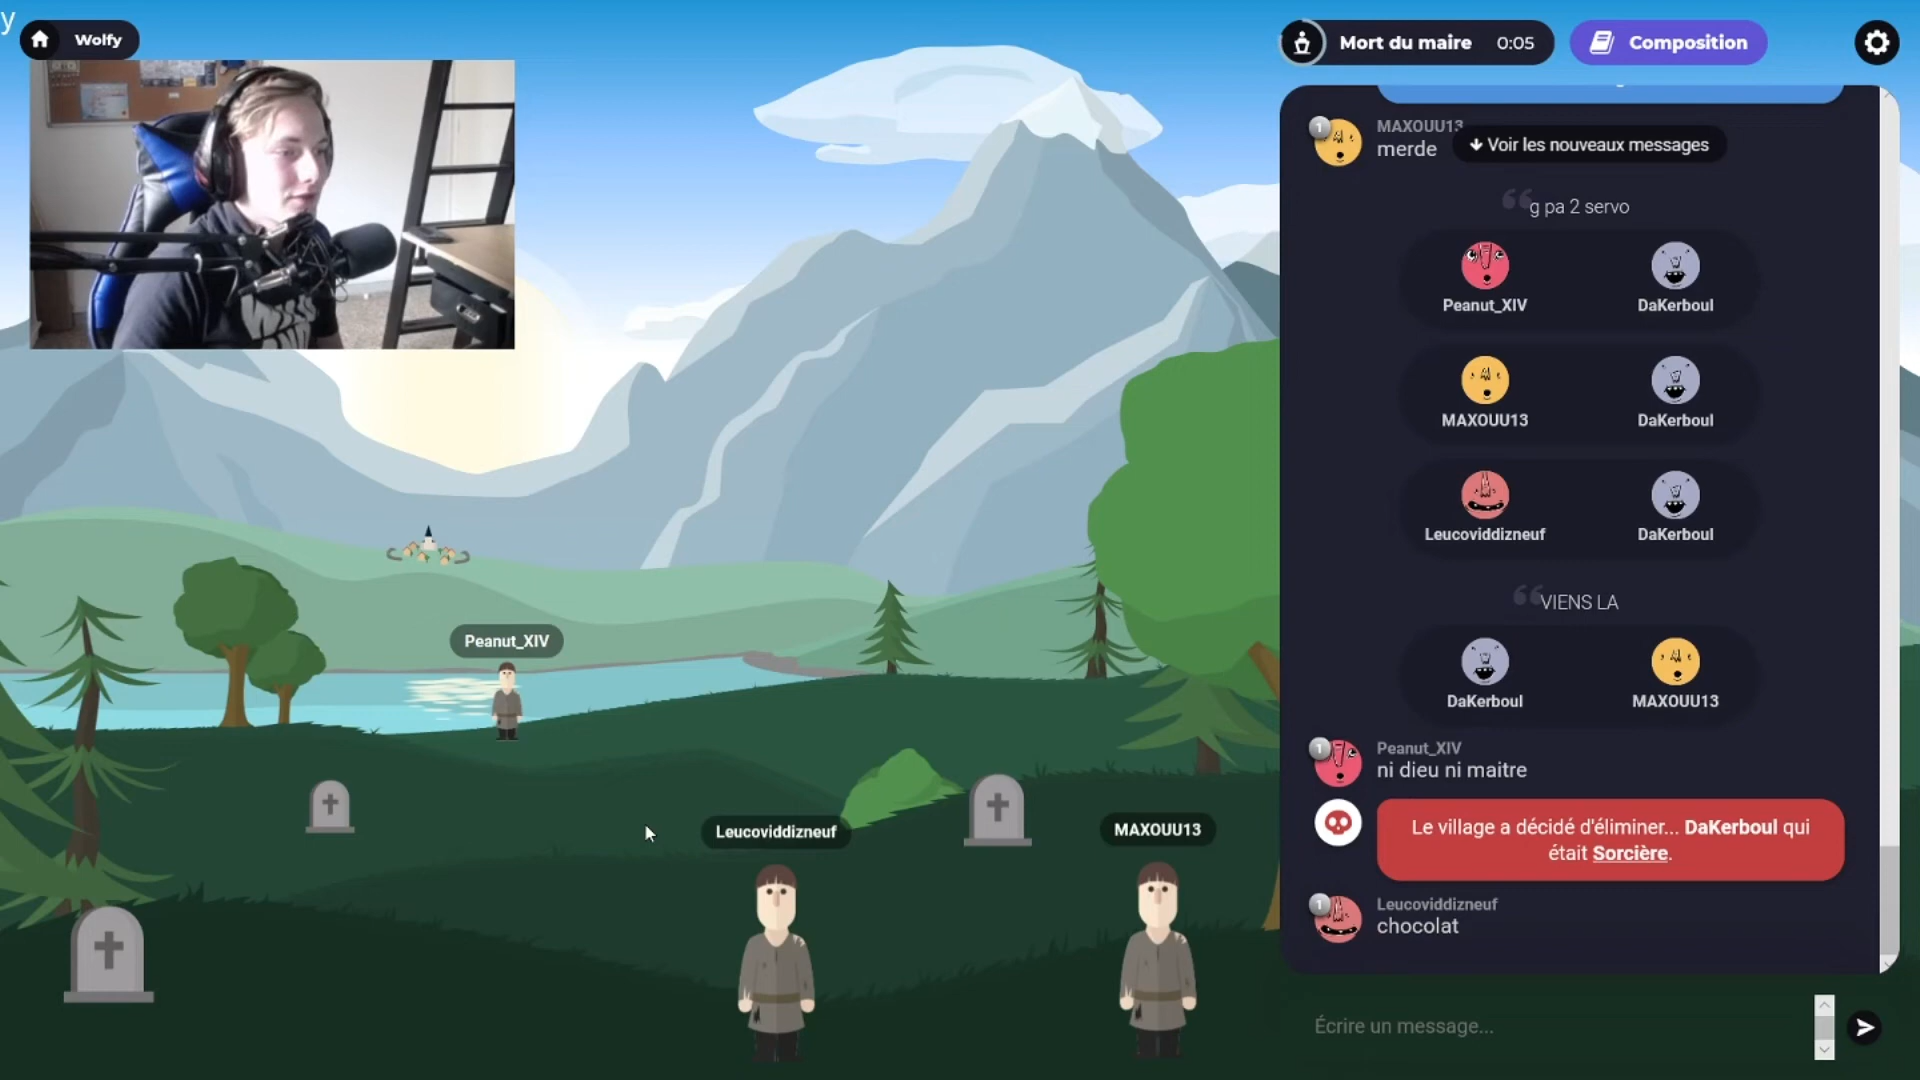 y
Wolfy
Mort du maire 0:05
Composition
MAXOUU13
merde
Voir les nouveaux messages
g pa 2 servo
Peanut_XIV DaKerboul
MAXOUU13 DaKerboul
Leucoviddizneuf DaKerboul
VIENS LA
DaKerboul MAXOUU13
1
Peanut_XIV
ni dieu ni maitre
Le village a décidé d'éliminer... DaKerboul qui
était Sorcière.
1
Leucoviddizneuf
chocolat
Écrire un message...
Peanut_XIV
Leucoviddizneuf
MAXOUU13